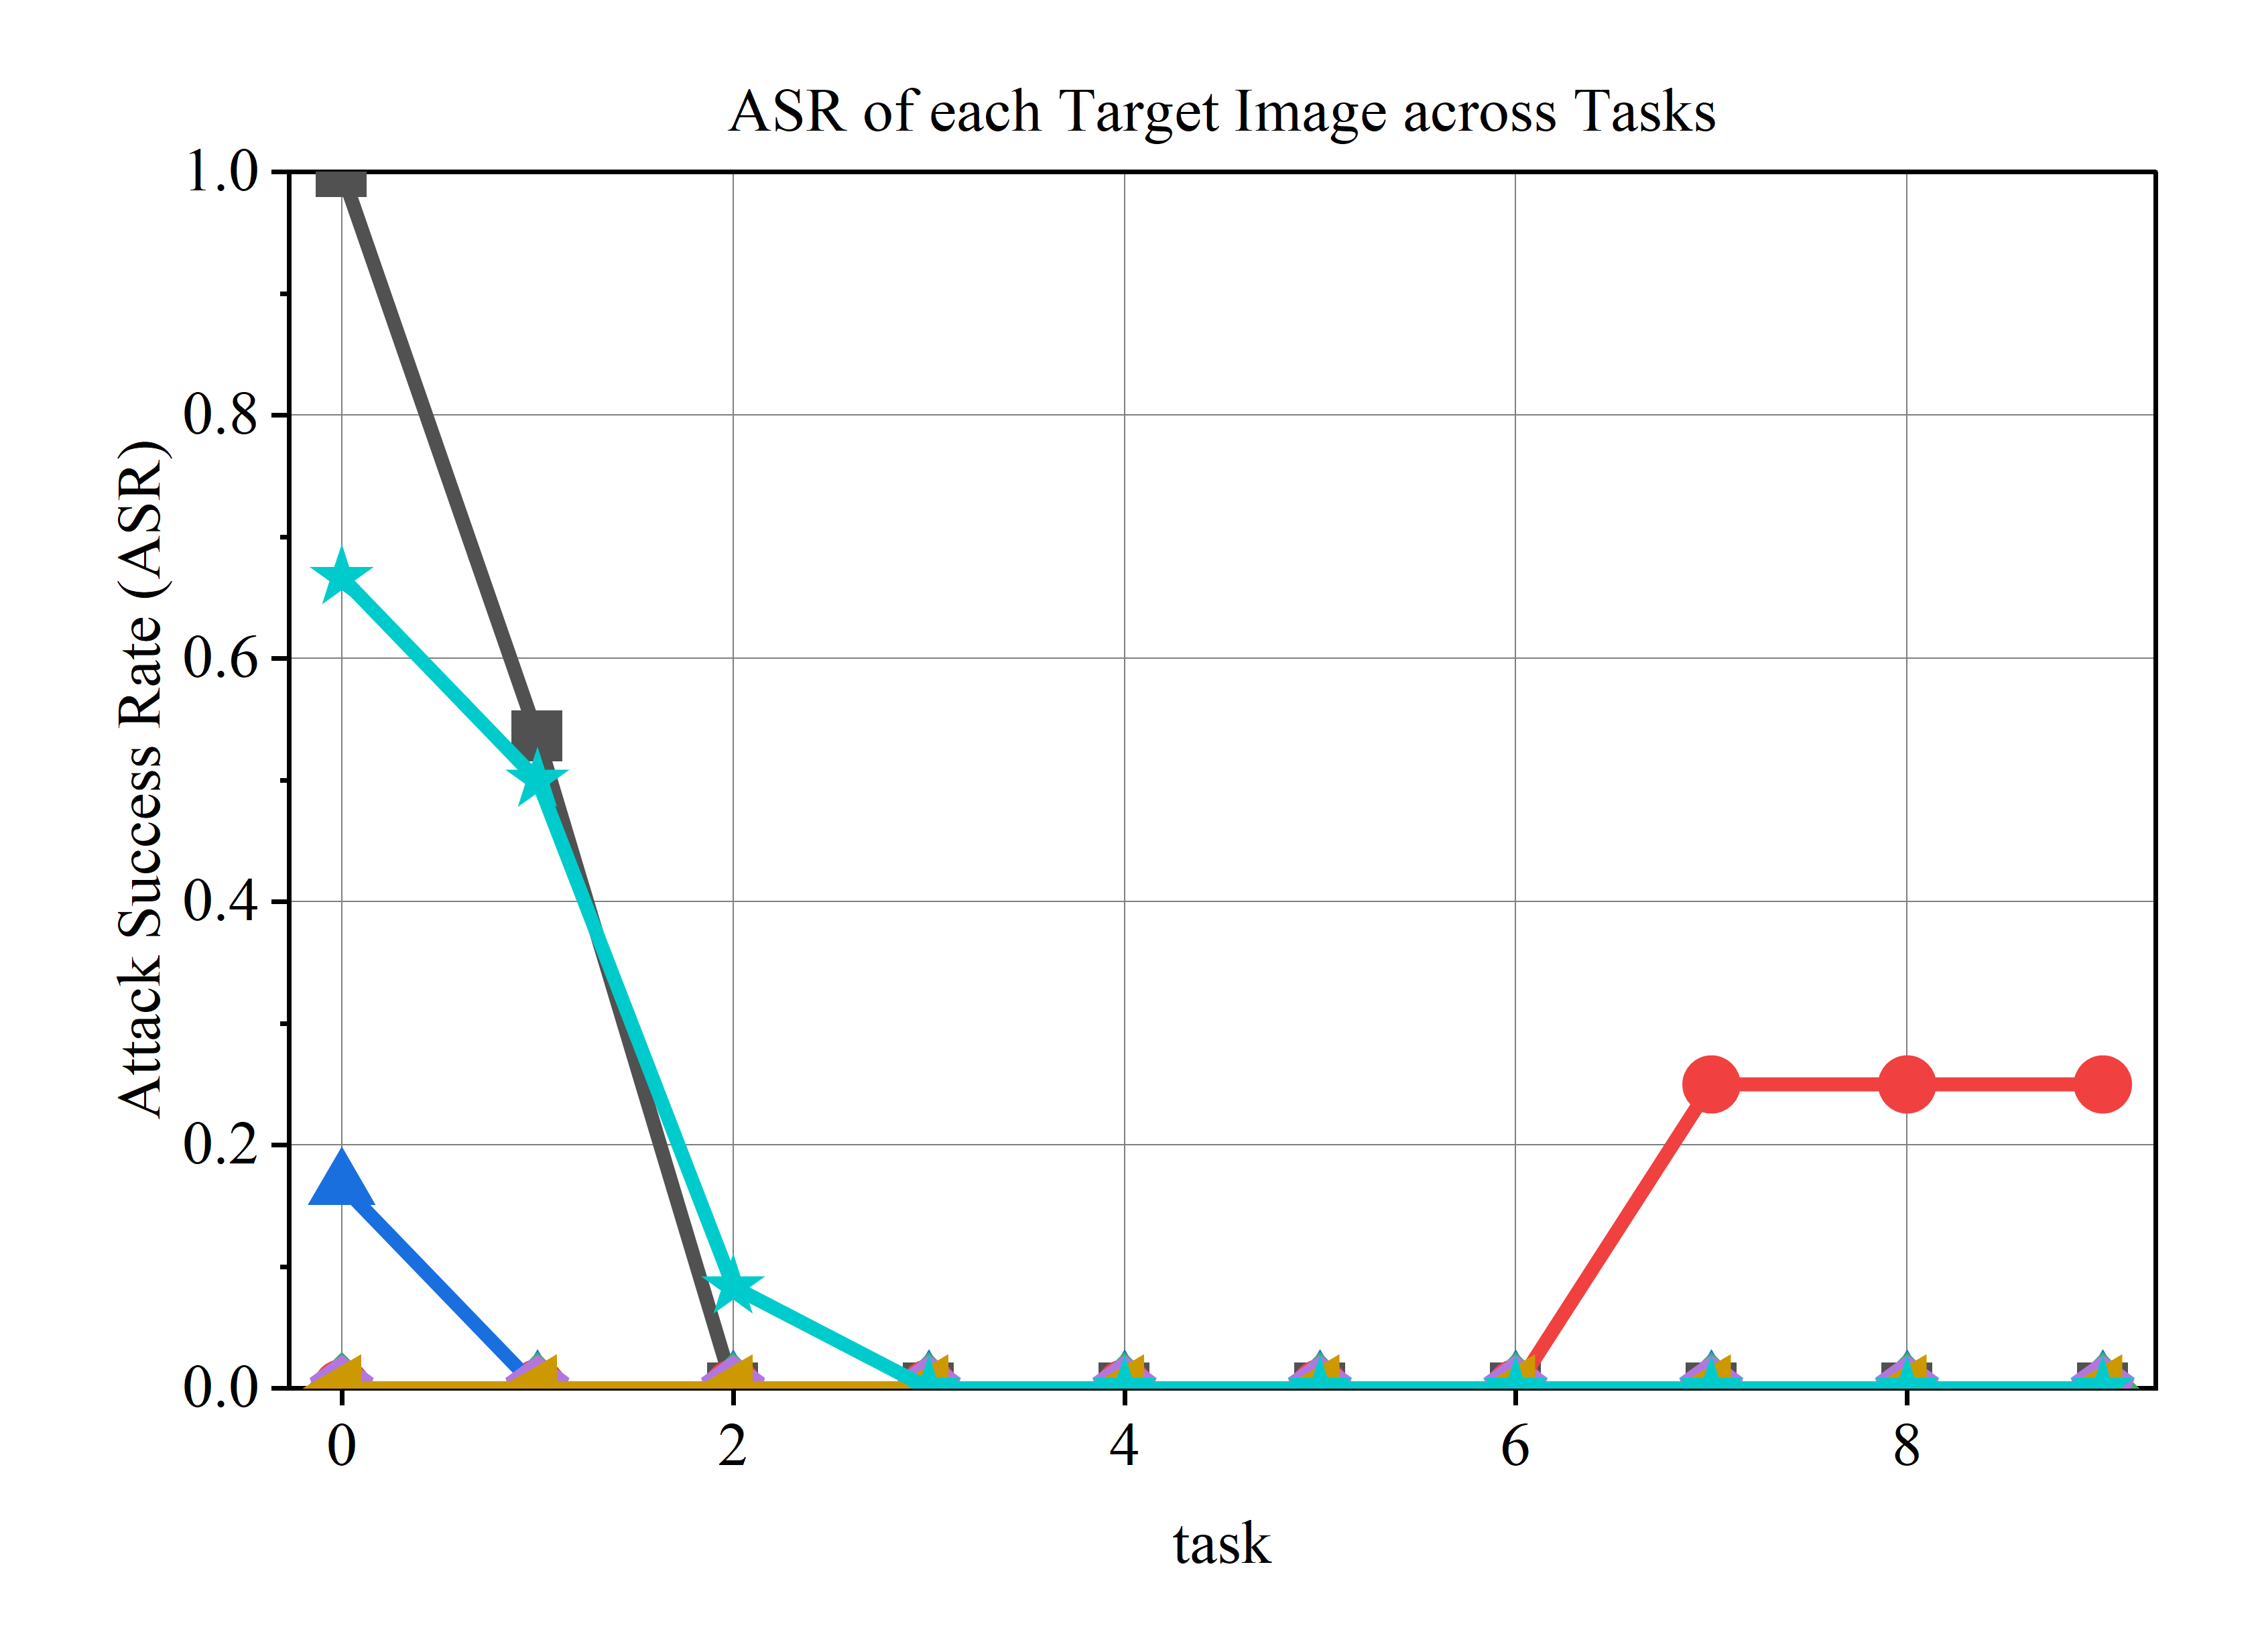 ASR of each Target Image across Tasks
1.0
0.8
0.6
0.4
0.2
0.0
Attack Success Rate (ASR)
0 2 4 6 8
task